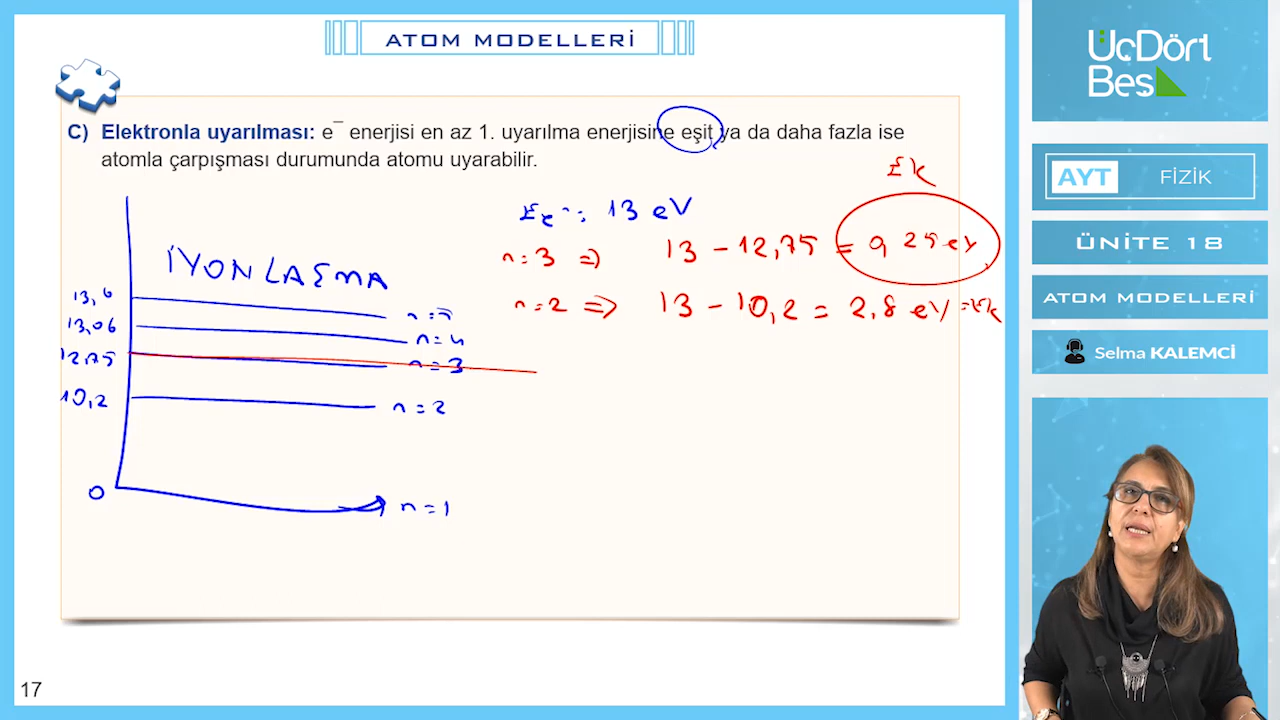 ATOM MODELLERİ
C) Elektronla uyarılması: e⁻ enerjisi en az 1. uyarılma enerjisine eşit ya da daha fazla ise
atomla çarpışması durumunda atomu uyarabilir.
Ek
Ee⁻ = 13 eV
n=3 ⇒ 13 - 12,75 = 0,25 eV
n=2 ⇒ 13 - 10,2 = 2,8 eV = Ek
İYONLAŞMA
13,6
13,06 n=4
12,75 n=3
10,2 n=2
0 n=1
17
ÜçDört
Beş
AYT FİZİK
ÜNİTE 18
ATOM MODELLERİ
Selma KALEMCİ